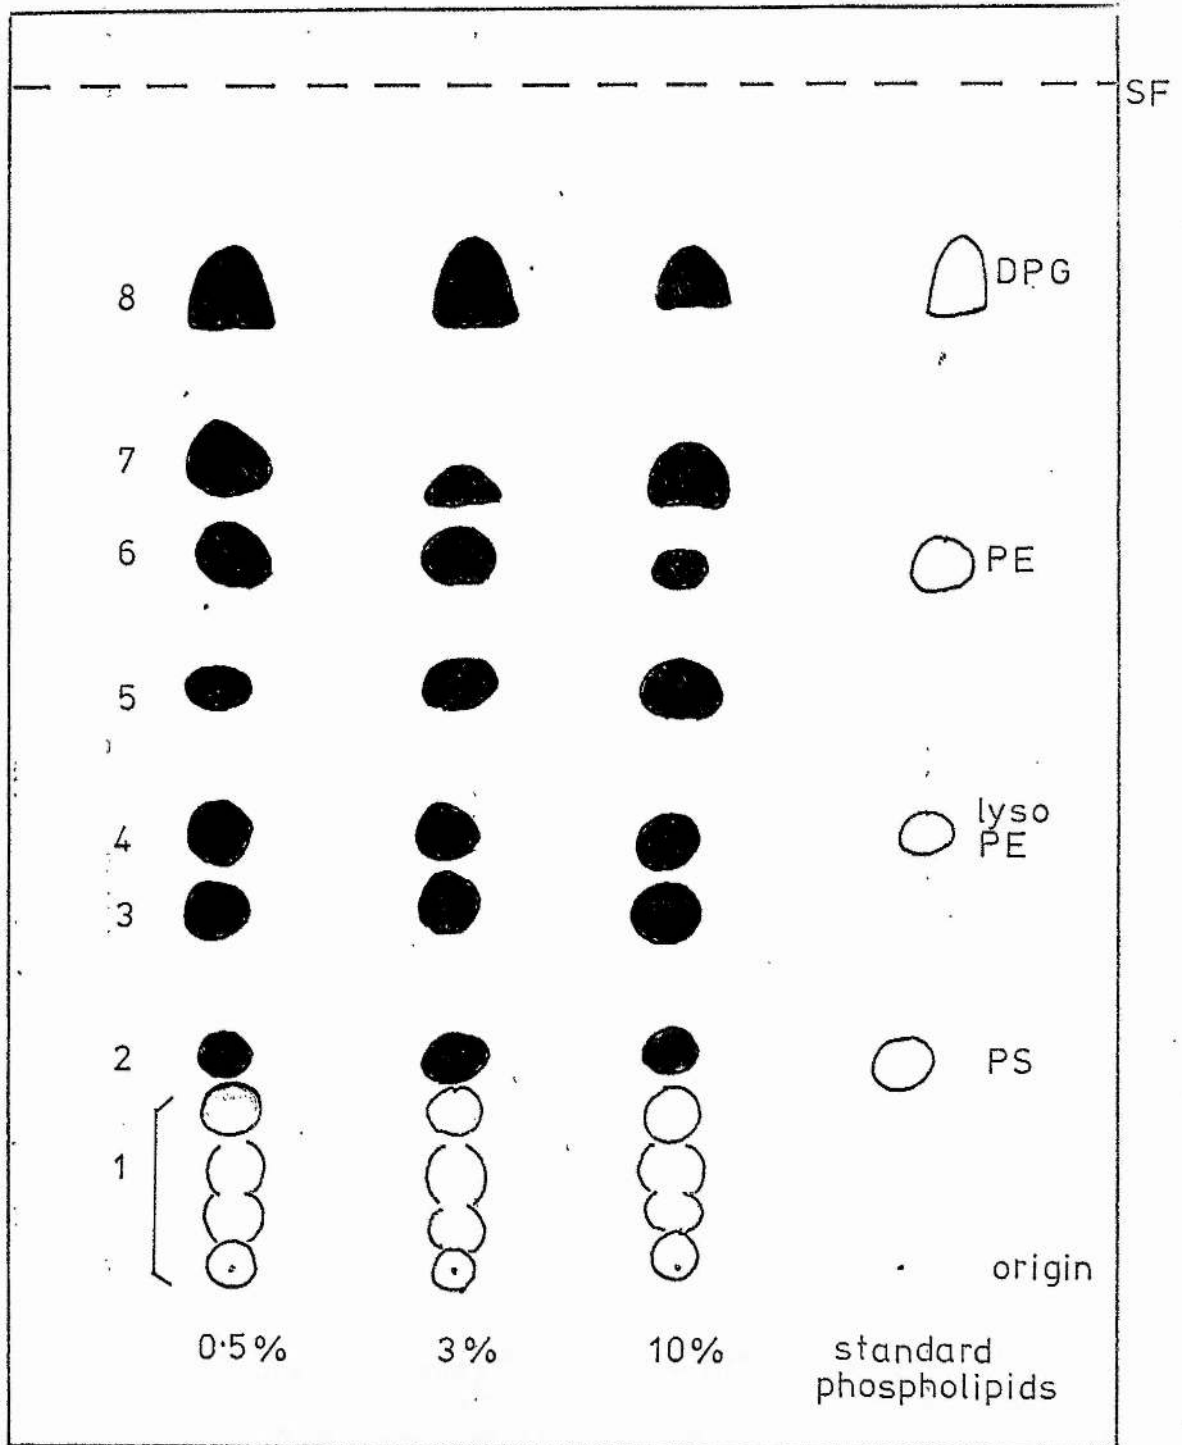 SF
8
DPG
7
6
PE
5
lyso
PE
4
3
2
PS
1
origin
0·5%
3%
10%
standard
phospholipids